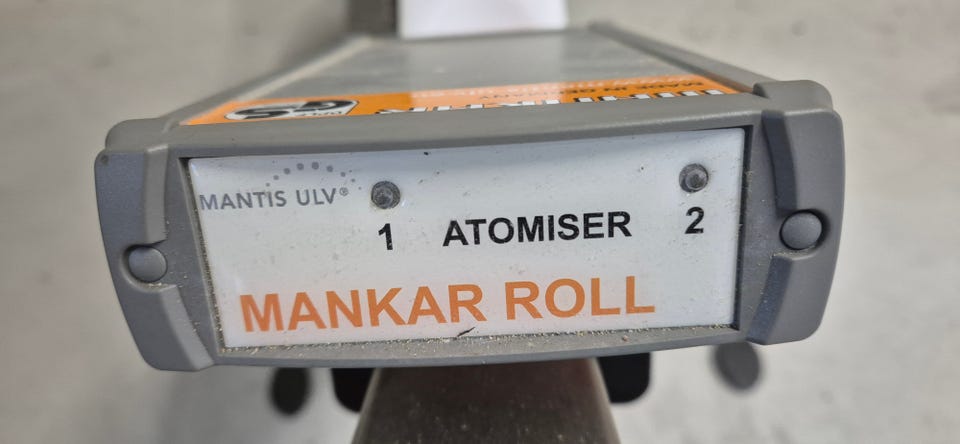 MANTIS ULV®
1 ATOMISER 2
MANKAR ROLL